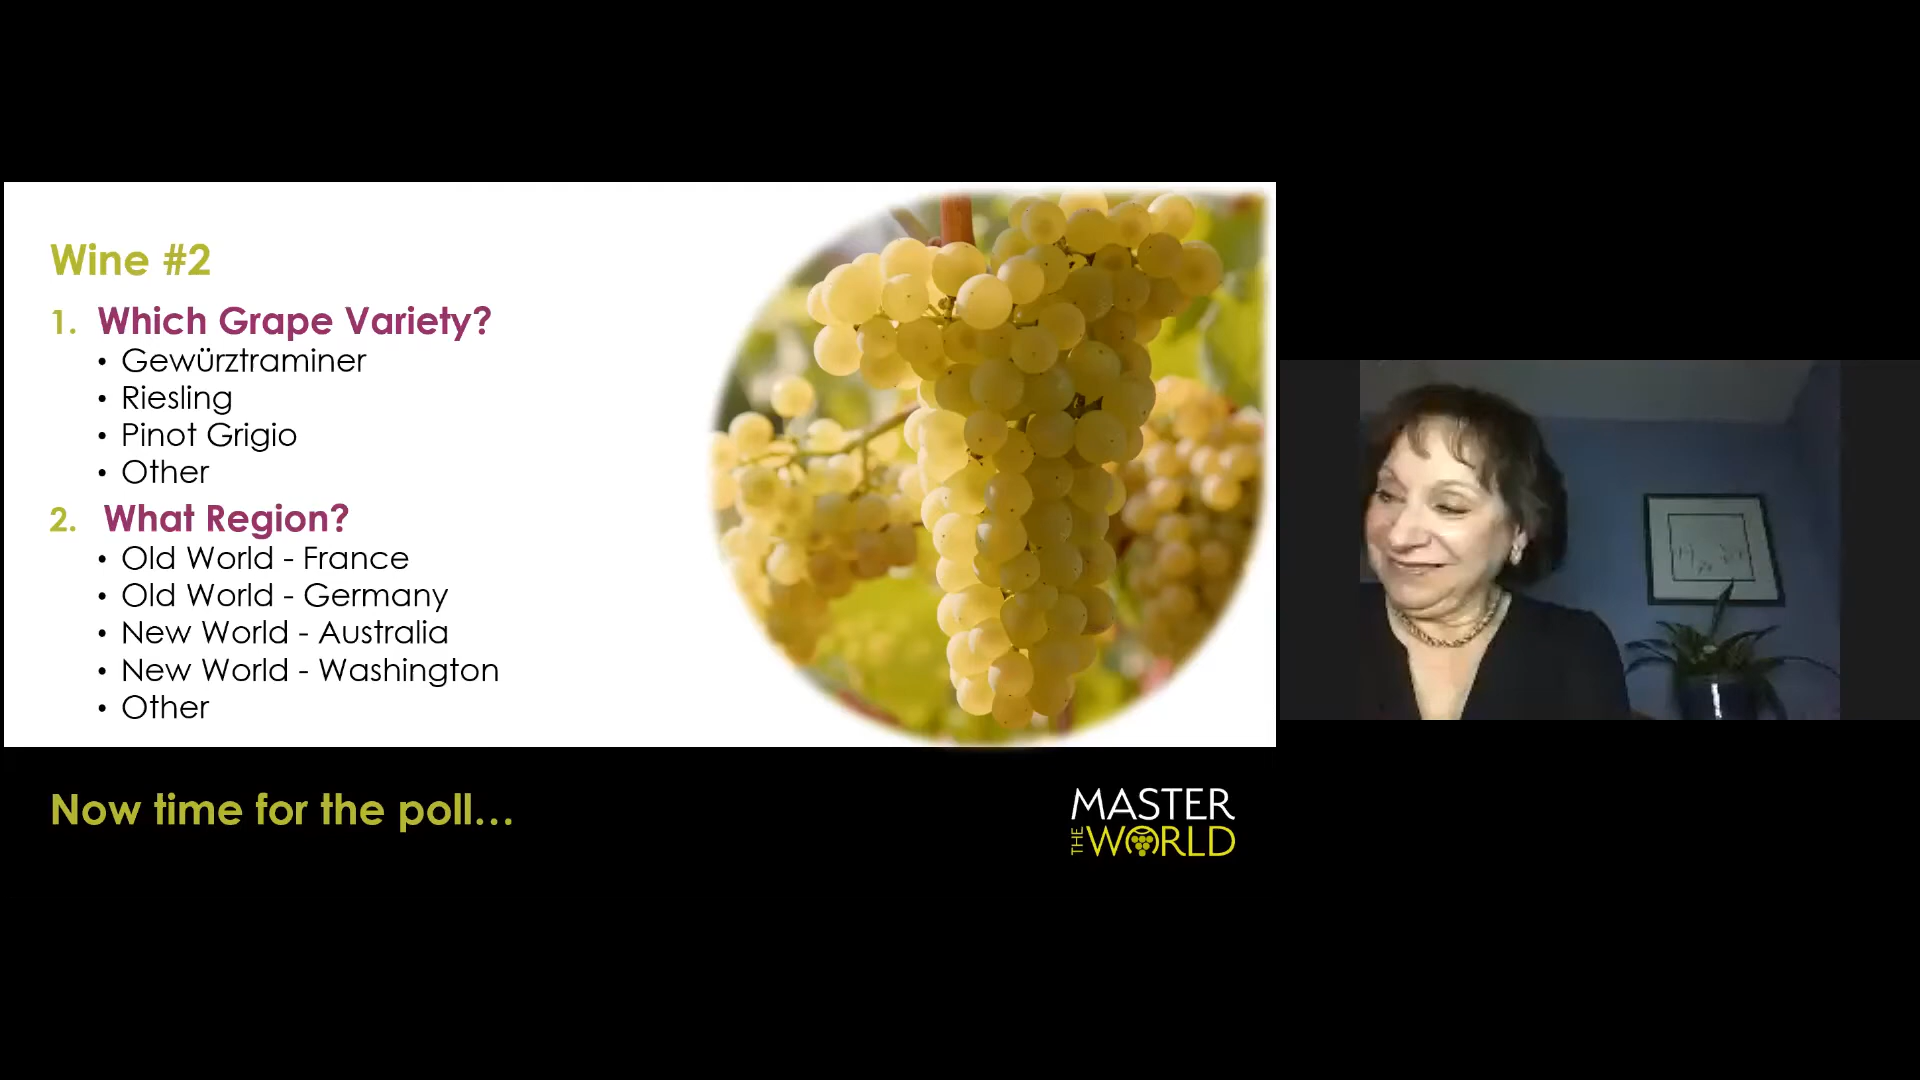 Wine #2
1. Which Grape Variety?
• Gewürztraminer
• Riesling
• Pinot Grigio
• Other
2. What Region?
• Old World - France
• Old World - Germany
• New World - Australia
• New World - Washington
• Other
Now time for the poll...
MASTER
THE WORLD